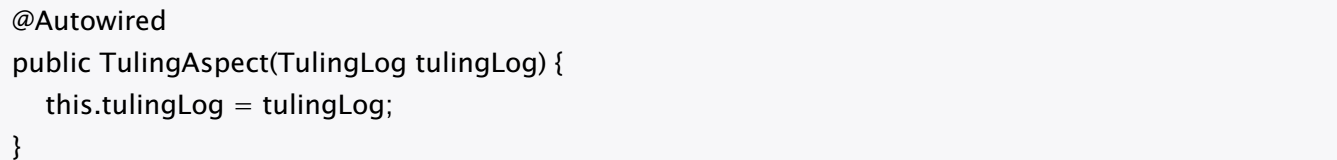 @Autowired
public TulingAspect(TulingLog tulingLog) {
   this.tulingLog = tulingLog;
}